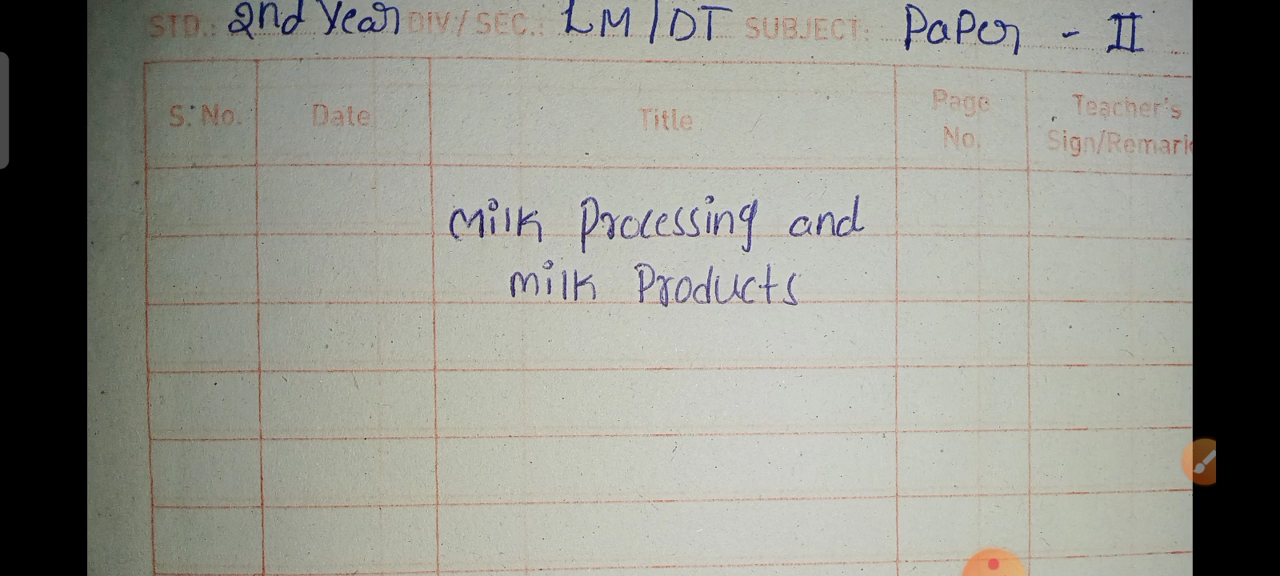 STD.: 2nd Year DIV / SEC.: LM/DT SUBJECT: Paper - II
S. No. Date Title Page No. Teacher's Sign/Remark
Milk Processing and
milk Products